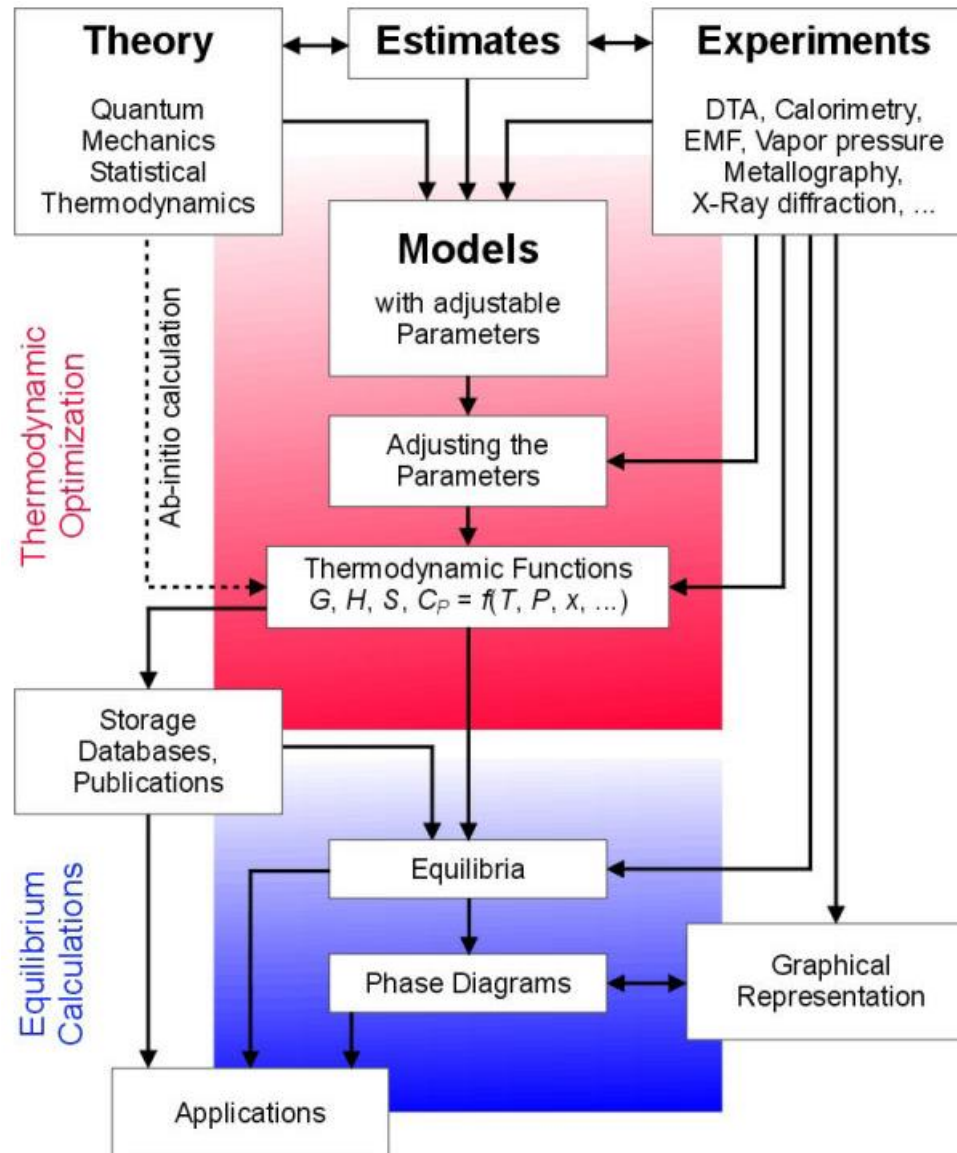 Theory
Quantum
Mechanics
Statistical
Thermodynamics
Estimates
Experiments
DTA, Calorimetry,
EMF, Vapor pressure
Metallography,
X-Ray diffraction, ...
Models
with adjustable
Parameters
Thermodynamic
Optimization
Ab-initio calculation
Adjusting the
Parameters
Thermodynamic Functions
G, H, S, C_P = f(T, P, x, ...)
Storage
Databases,
Publications
Equilibrium
Calculations
Equilibria
Phase Diagrams
Graphical
Representation
Applications